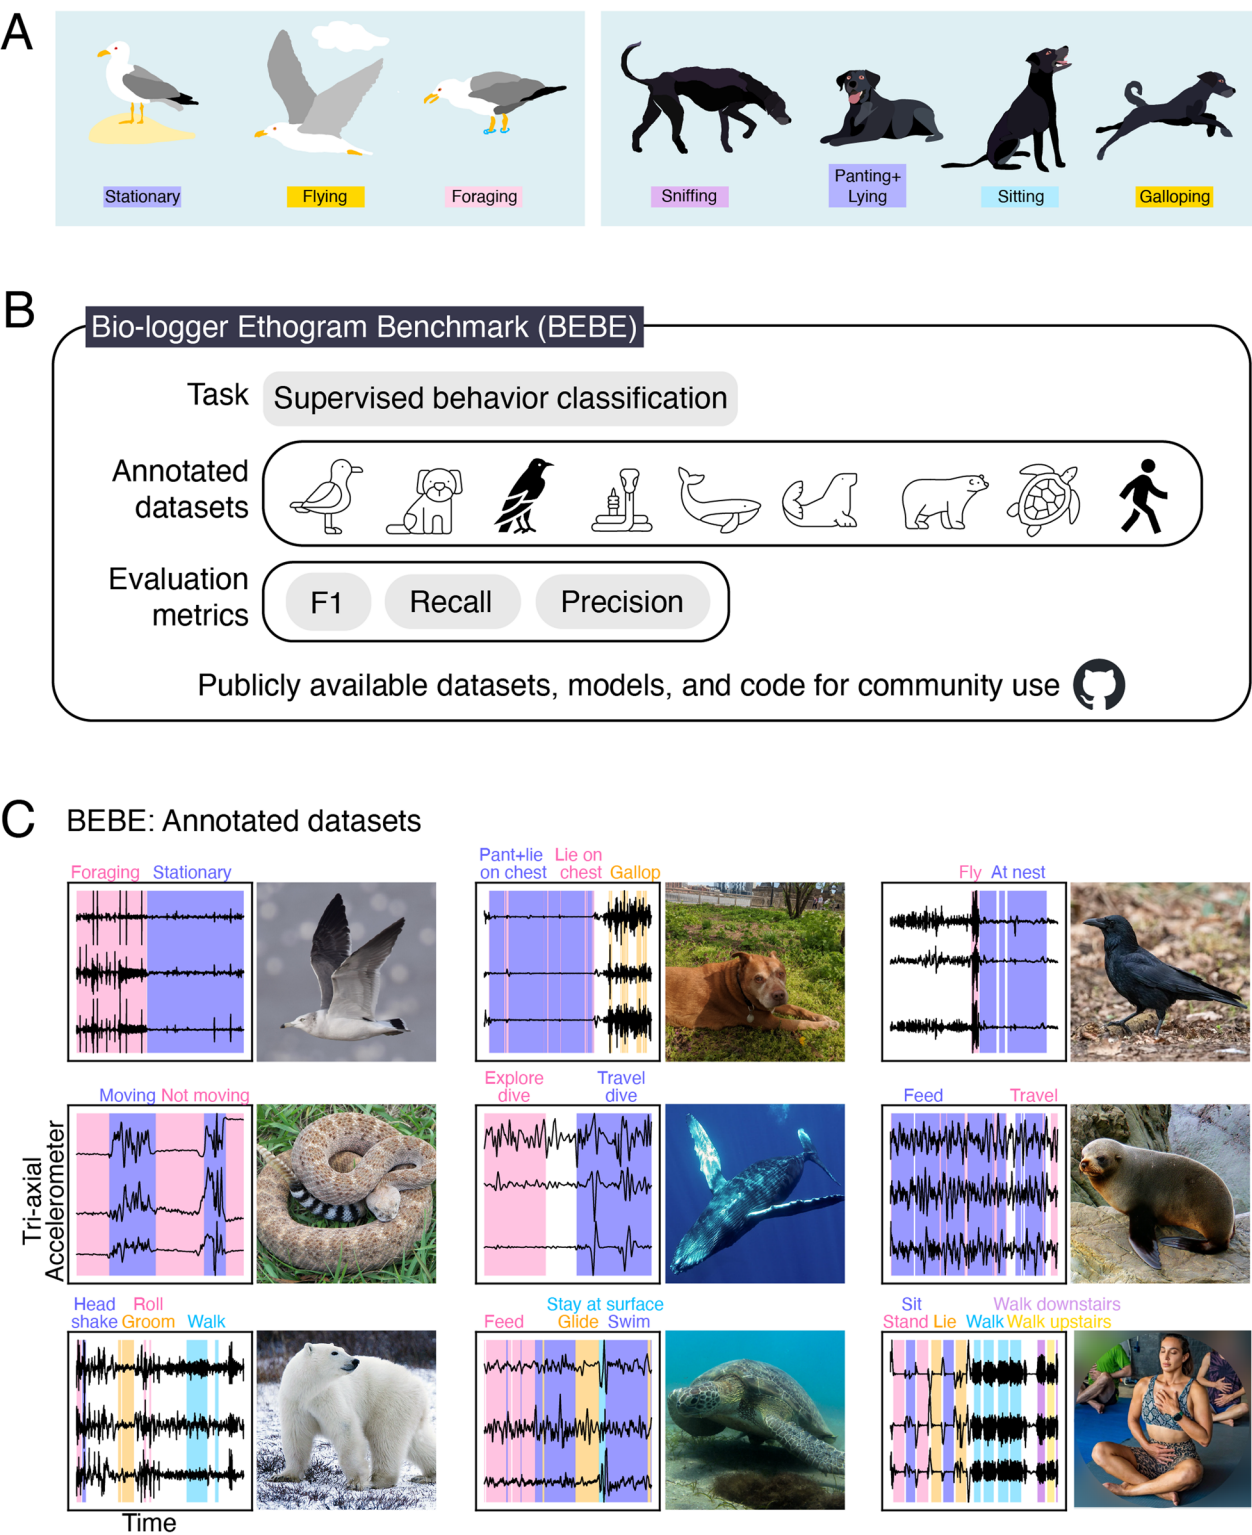 A
Stationary
Flying
Foraging
Sniffing
Panting+
Lying
Sitting
Galloping
B
Bio-logger Ethogram Benchmark (BEBE)
Task
Supervised behavior classification
Annotated
datasets
Evaluation
metrics
F1
Recall
Precision
Publicly available datasets, models, and code for community use
C
BEBE: Annotated datasets
Foraging Stationary
Pant+lie
on chest
Lie on
chest
Gallop
Fly At nest
Moving Not moving
Explore
dive
Travel
dive
Feed Travel
Tri-axial
Accelerometer
Head
shake
Roll
Groom
Walk
Feed
Stay at surface
Glide Swim
Sit
Stand Lie Walk
Walk downstairs
Walk upstairs
Time